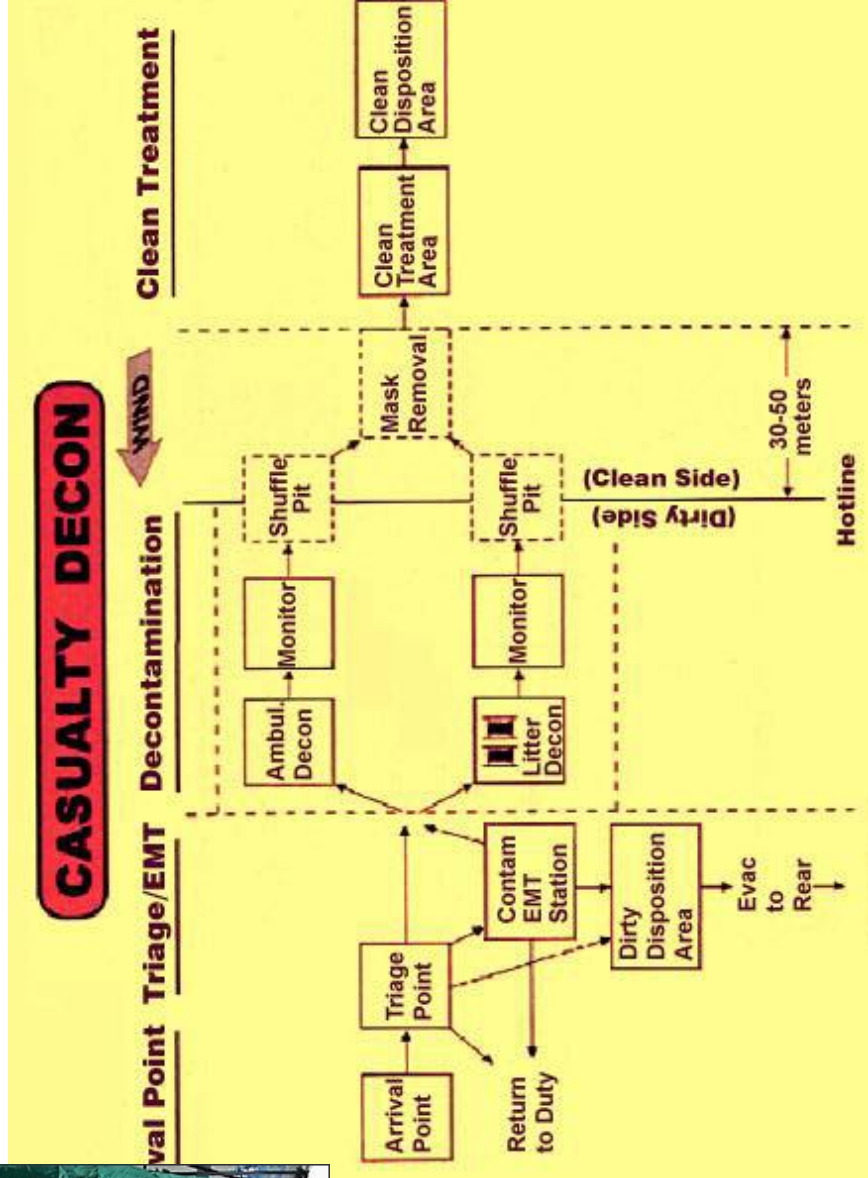 CASUALTY DECON
val Point
Triage/EMT
Decontamination
WIND
Clean Treatment
Arrival
Point
Triage
Point
Return
to Duty
Contam
EMT
Station
Dirty
Disposition
Area
Evac
to
Rear
Ambul.
Decon
Monitor
Shuffle
Pit
Litter
Decon
Monitor
Shuffle
Pit
Mask
Removal
Clean
Treatment
Area
Clean
Disposition
Area
(Clean Side)
(Dirty Side)
30-50
meters
Hotline